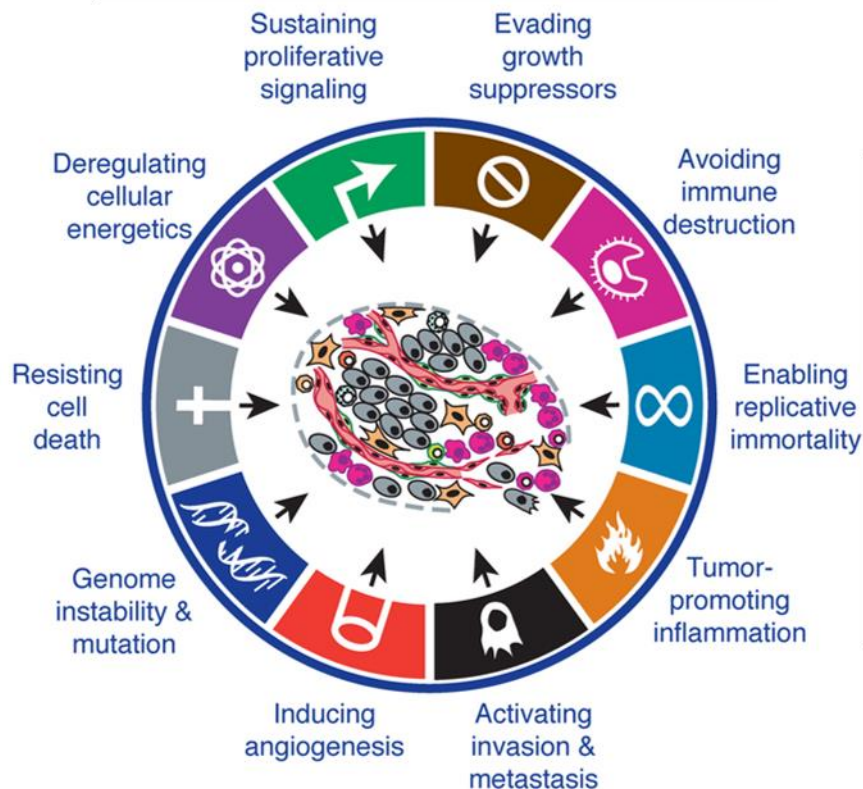 Sustaining
proliferative
signaling
Evading
growth
suppressors
Avoiding
immune
destruction
Enabling
replicative
immortality
Tumor-
promoting
inflammation
Activating
invasion &
metastasis
Inducing
angiogenesis
Genome
instability &
mutation
Resisting
cell
death
Deregulating
cellular
energetics